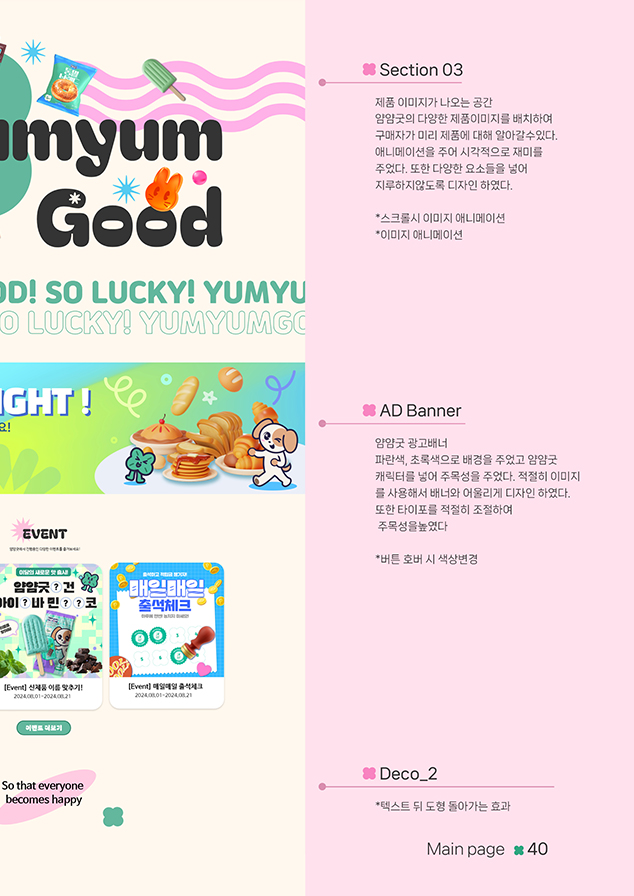 umyum
Good
OD! SO LUCKY! YUMYU
O LUCKY! YUMYUMGO
IGHT !
요!
EVENT
이달의 새로운 맛 출시!
얌얌굿?건
아이?바 민??코
[Event] 신제품 이름 맞추기!
2024.08.01~2024.08.21
매일매일
출석체크
[Event] 매일매일 출석체크
2024.08.01~2024.08.21
이벤트 더보기
So that everyone
becomes happy
Section 03
제품 이미지가 나오는 공간
얌얌굿의 다양한 제품이미지를 배치하여
구매자가 미리 제품에 대해 알아갈수있다.
애니메이션을 주어 시각적으로 재미를
주었다. 또한 다양한 요소들을 넣어
지루하지않도록 디자인 하였다.
*스크롤시 이미지 애니메이션
*이미지 애니메이션
AD Banner
얌얌굿 광고배너
파란색, 초록색으로 배경을 주었고 얌얌굿
캐릭터를 넣어 주목성을 주었다. 적절히 이미지
를 사용해서 배너와 어울리게 디자인 하였다.
또한 타이포를 적절히 조절하여
주목성을높였다
*버튼 호버 시 색상변경
Deco_2
*텍스트 뒤 도형 돌아가는 효과
Main page 40